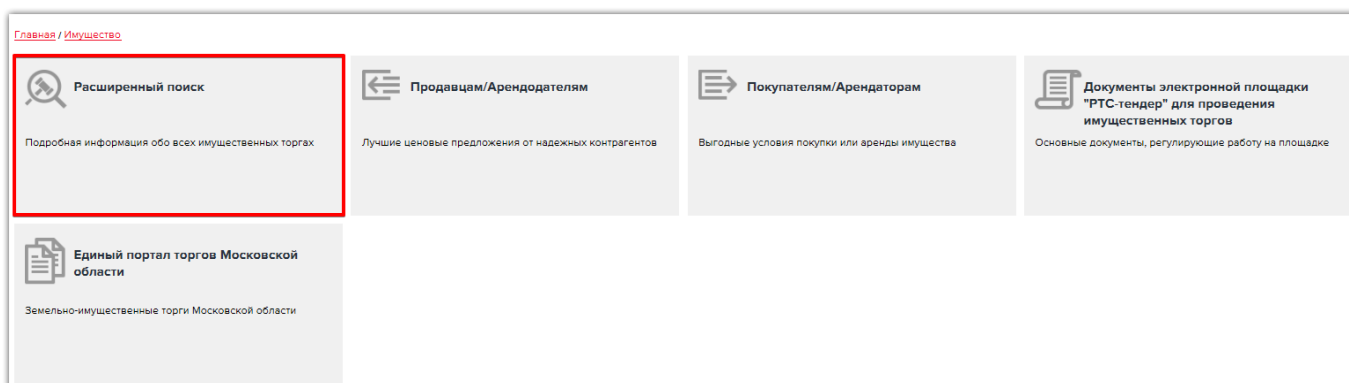 Главная / Имущество
Расширенный поиск
Подробная информация обо всех имущественных торгах
Продавцам/Арендодателям
Лучшие ценовые предложения от надежных контрагентов
Покупателям/Арендаторам
Выгодные условия покупки или аренды имущества
Документы электронной площадки
"РТС-тендер" для проведения
имущественных торгов
Основные документы, регулирующие работу на площадке
Единый портал торгов Московской
области
Земельно-имущественные торги Московской области